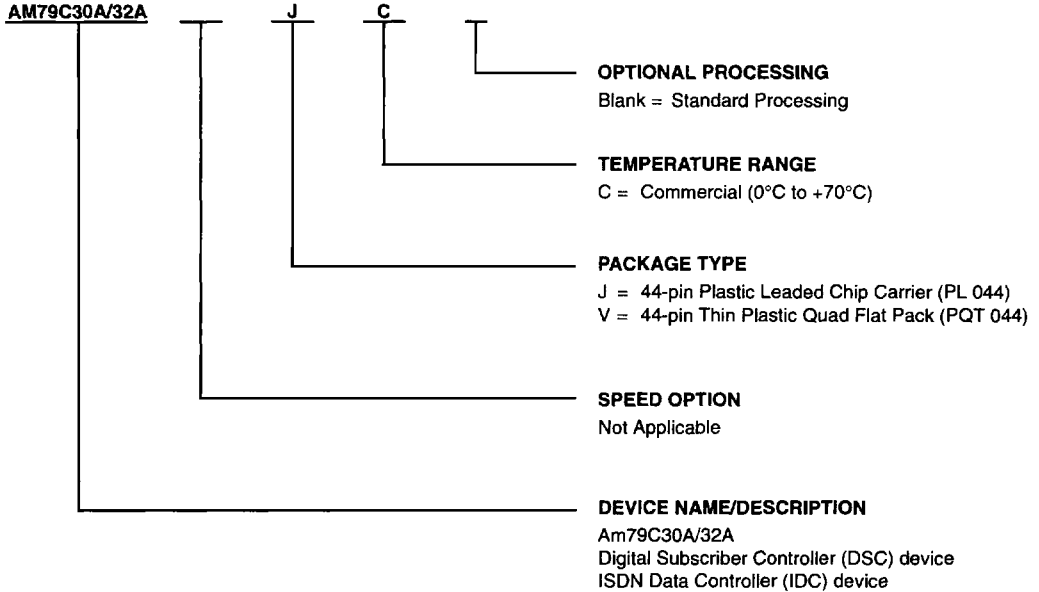 AM79C30A/32A J C
OPTIONAL PROCESSING
Blank = Standard Processing
TEMPERATURE RANGE
C = Commercial (0°C to +70°C)
PACKAGE TYPE
J = 44-pin Plastic Leaded Chip Carrier (PL 044)
V = 44-pin Thin Plastic Quad Flat Pack (PQT 044)
SPEED OPTION
Not Applicable
DEVICE NAME/DESCRIPTION
Am79C30A/32A
Digital Subscriber Controller (DSC) device
ISDN Data Controller (IDC) device